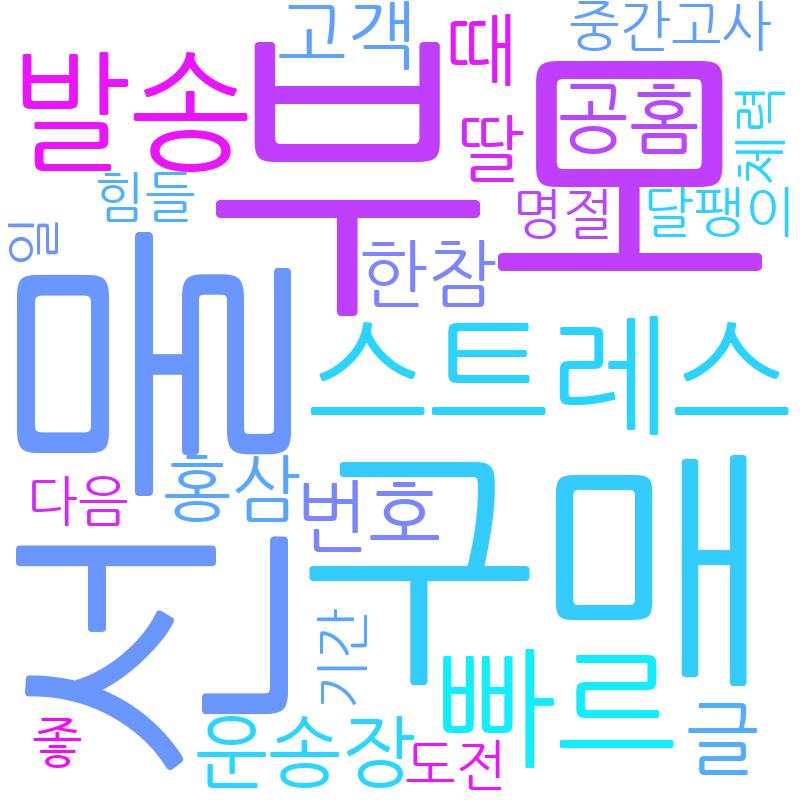 고객
때
중간고사
발송
부모
공홈
체력
딸
힘들
명절
달팽이
일
한참
선물
스트레스
다음
홍삼
번호
구매
기간
빠르
좋
운송장
도전
글